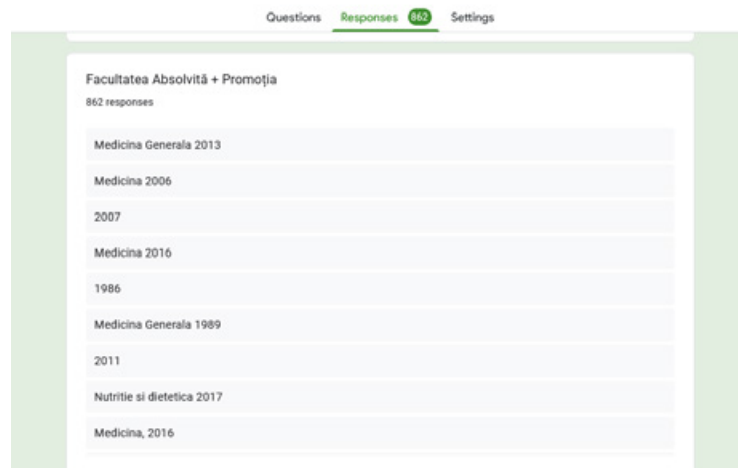 Questions Responses 862 Settings
Facultatea Absolvită + Promoția
862 responses
Medicina Generala 2013
Medicina 2006
2007
Medicina 2016
1986
Medicina Generala 1989
2011
Nutritie si dietetica 2017
Medicina, 2016